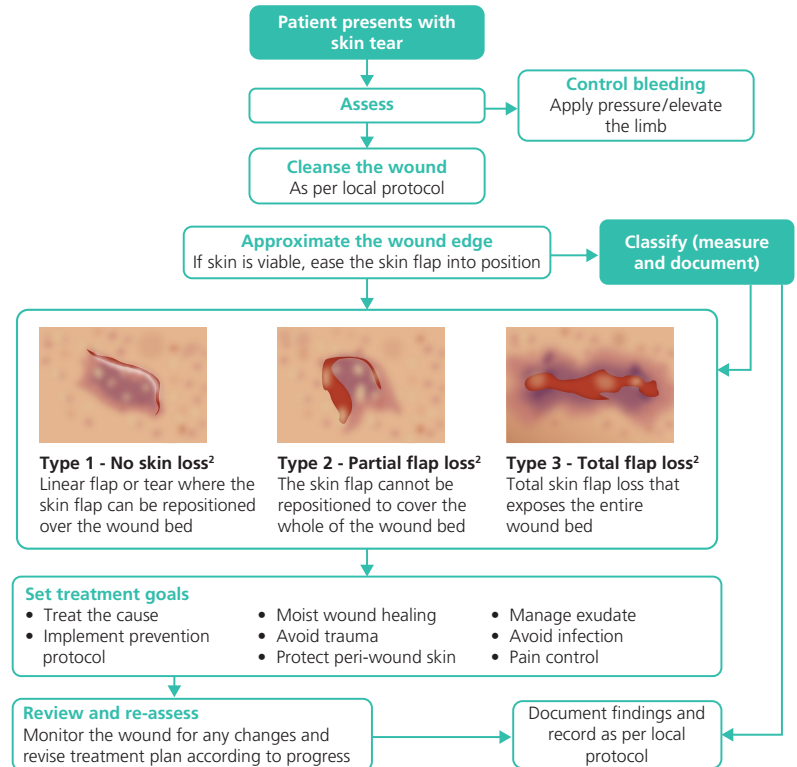 Patient presents with
skin tear
Assess
Control bleeding
Apply pressure/elevate
the limb
Cleanse the wound
As per local protocol
Approximate the wound edge
If skin is viable, ease the skin flap into position
Classify (measure
and document)
Type 1 - No skin loss²
Linear flap or tear where the
skin flap can be repositioned
over the wound bed
Type 2 - Partial flap loss²
The skin flap cannot be
repositioned to cover the
whole of the wound bed
Type 3 - Total flap loss²
Total skin flap loss that
exposes the entire
wound bed
Set treatment goals
• Treat the cause
• Implement prevention
protocol
• Moist wound healing
• Avoid trauma
• Protect peri-wound skin
• Manage exudate
• Avoid infection
• Pain control
Review and re-assess
Monitor the wound for any changes and
revise treatment plan according to progress
Document findings and
record as per local
protocol